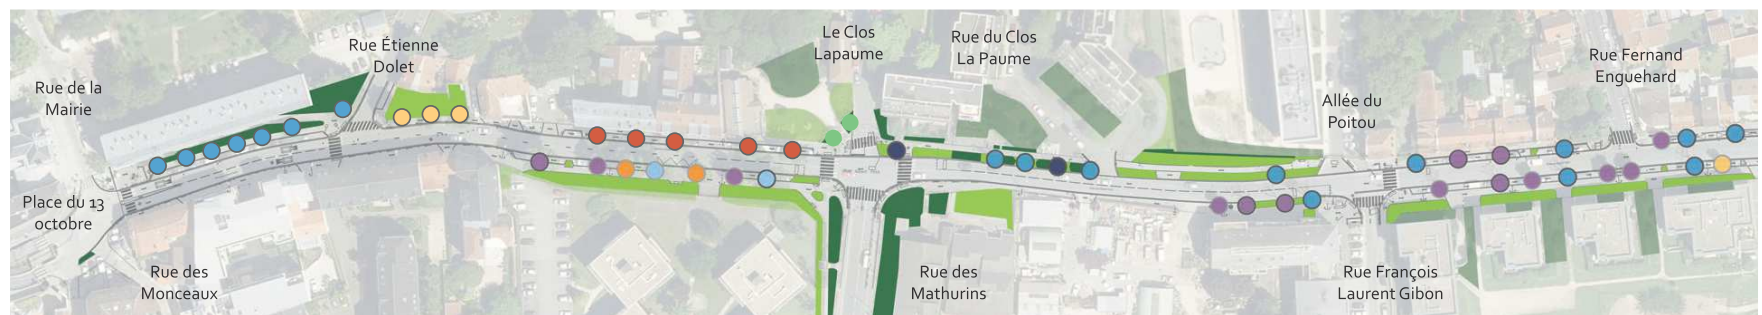 Rue de la
Mairie
Rue Étienne
Dolet
Le Clos
Lapaume
Rue du Clos
La Paume
Allée du
Poitou
Rue Fernand
Enguehard
Place du 13
octobre
Rue des
Monceaux
Rue des
Mathurins
Rue François
Laurent Gibon